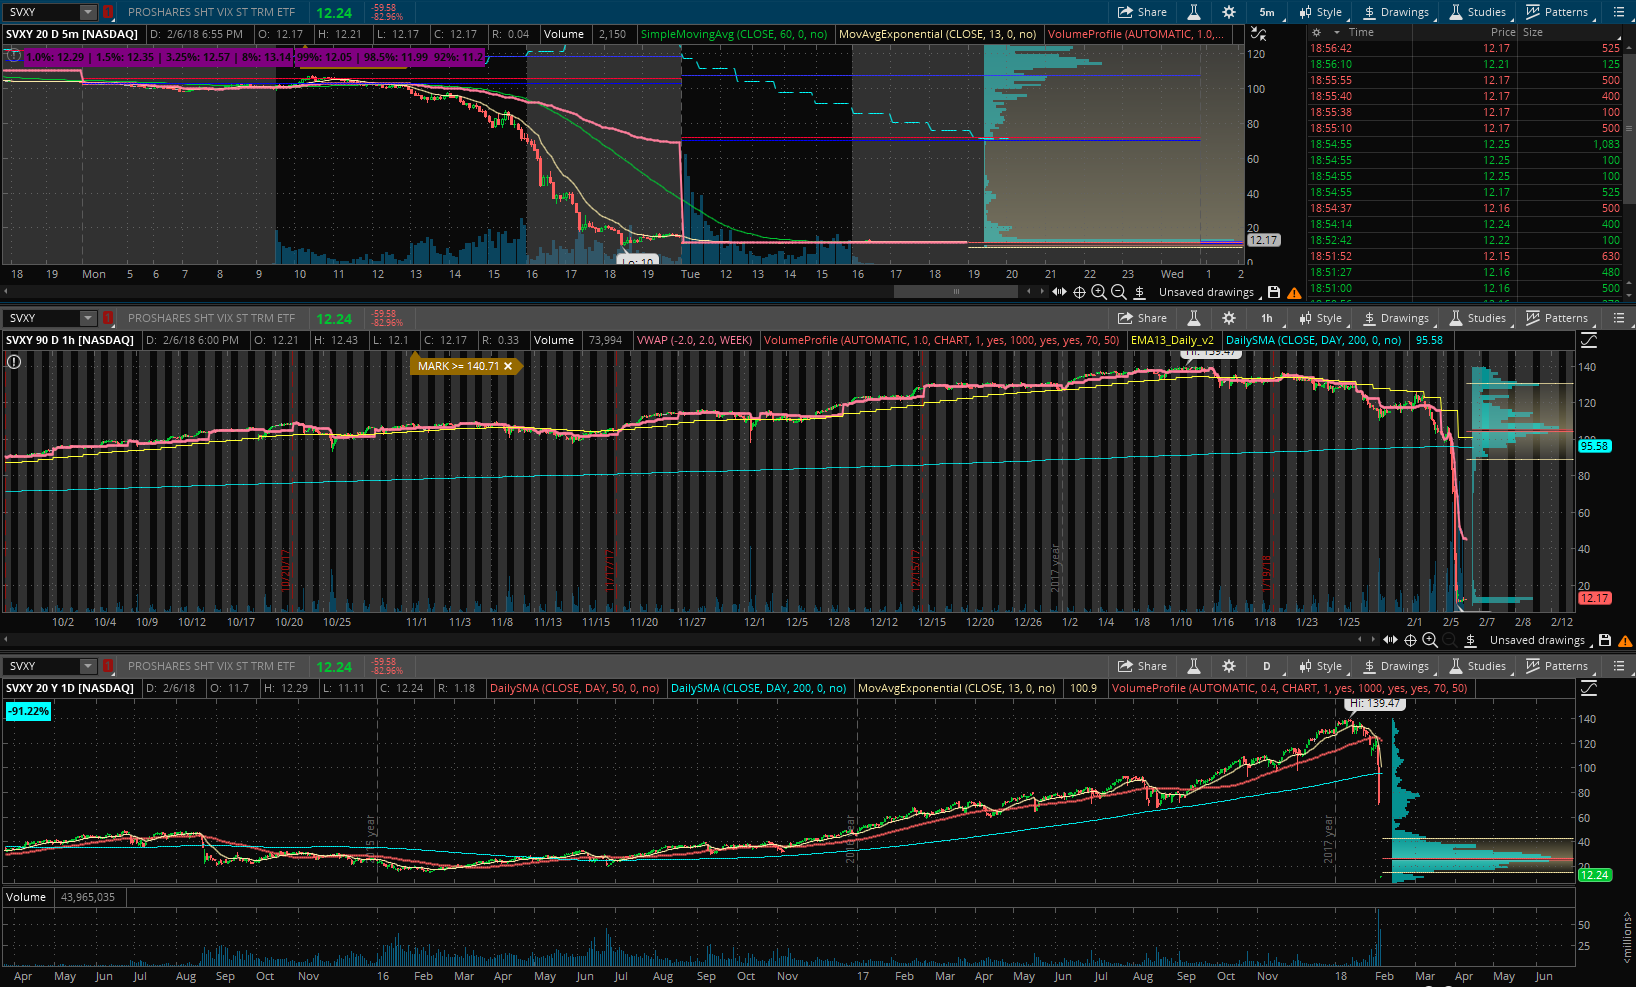 SVXY PROSHARES SHT VIX ST TRM ETF 12.24 -59.58 -82.96% Share 5m Style Drawings Studies Patterns
SVXY 20 D 5m [NASDAQ] D: 2/6/18 6:55 PM O: 12.17 H: 12.21 L: 12.17 C: 12.17 R: 0.04 Volume 2,150 SimpleMovingAvg (CLOSE, 60, 0, no) MovAvgExponential (CLOSE, 13, 0, no) VolumeProfile (AUTOMATIC, 1.0,...
1.0%: 12.29 | 1.5%: 12.35 | 3.25%: 12.57 | 8%: 13.14 99%: 12.05 | 98.5%: 11.99 92%: 11.2
120
100
80
60
40
20
12.17
0
Lo: 10
18 19 Mon 5 6 7 8 9 10 11 12 13 14 15 16 17 18 19 Tue 12 13 14 15 16 17 18 19 20 21 22 23 Wed 1 2
Unsaved drawings
Time Price Size
18:56:42 12.17 525
18:56:10 12.21 125
18:55:55 12.17 500
18:55:40 12.17 400
18:55:38 12.17 100
18:55:10 12.17 500
18:54:55 12.25 1,083
18:54:55 12.25 100
18:54:55 12.25 100
18:54:55 12.17 525
18:54:37 12.16 500
18:54:14 12.24 400
18:52:42 12.22 100
18:51:52 12.15 630
18:51:27 12.16 480
18:51:00 12.16 500
SVXY PROSHARES SHT VIX ST TRM ETF 12.24 -59.58 -82.96% Share 1h Style Drawings Studies Patterns
SVXY 90 D 1h [NASDAQ] D: 2/6/18 6:00 PM O: 12.21 H: 12.43 L: 12.1 C: 12.17 R: 0.33 Volume 73,994 VWAP (-2.0, 2.0, WEEK) VolumeProfile (AUTOMATIC, 1.0, CHART, 1, yes, 1000, yes, yes, 70, 50) EMA13_Daily_v2 DailySMA (CLOSE, DAY, 200, 0, no) 95.58
MARK >= 140.71
Hi: 139.47
140
120
95.58
80
60
40
20
12.17
10/20/17 11/17/17 12/15/17 2017 year 1/19/18
10/2 10/4 10/9 10/12 10/17 10/20 10/25 11/1 11/3 11/8 11/13 11/15 11/20 11/27 12/1 12/5 12/8 12/12 12/15 12/20 12/26 1/2 1/4 1/8 1/11 1/18 1/23 1/25 2/1 2/5 2/7 2/8 2/12
Unsaved drawings
SVXY PROSHARES SHT VIX ST TRM ETF 12.24 -59.58 -82.96% Share D Style Drawings Studies Patterns
SVXY 20 Y 1D [NASDAQ] D: 2/6/18 O: 11.7 H: 12.29 L: 11.11 C: 12.24 R: 1.18 DailySMA (CLOSE, DAY, 50, 0, no) DailySMA (CLOSE, DAY, 200, 0, no) MovAvgExponential (CLOSE, 13, 0, no) 100.9 VolumeProfile (AUTOMATIC, 0.4, CHART, 1, yes, 1000, yes, yes, 70, 50)
-91.22%
Hi: 139.47
140
120
100
80
60
40
20
12.24
2015 year 2016 year 2017 year
Volume 43,965,035
50
25
<millions>
Apr May Jun Jul Aug Sep Oct Nov 16 Feb Mar Apr May Jun Jul Aug Sep Oct Nov 17 Feb Mar Apr May Jun Jul Aug Sep Oct Nov 18 Feb Mar Apr May Jun